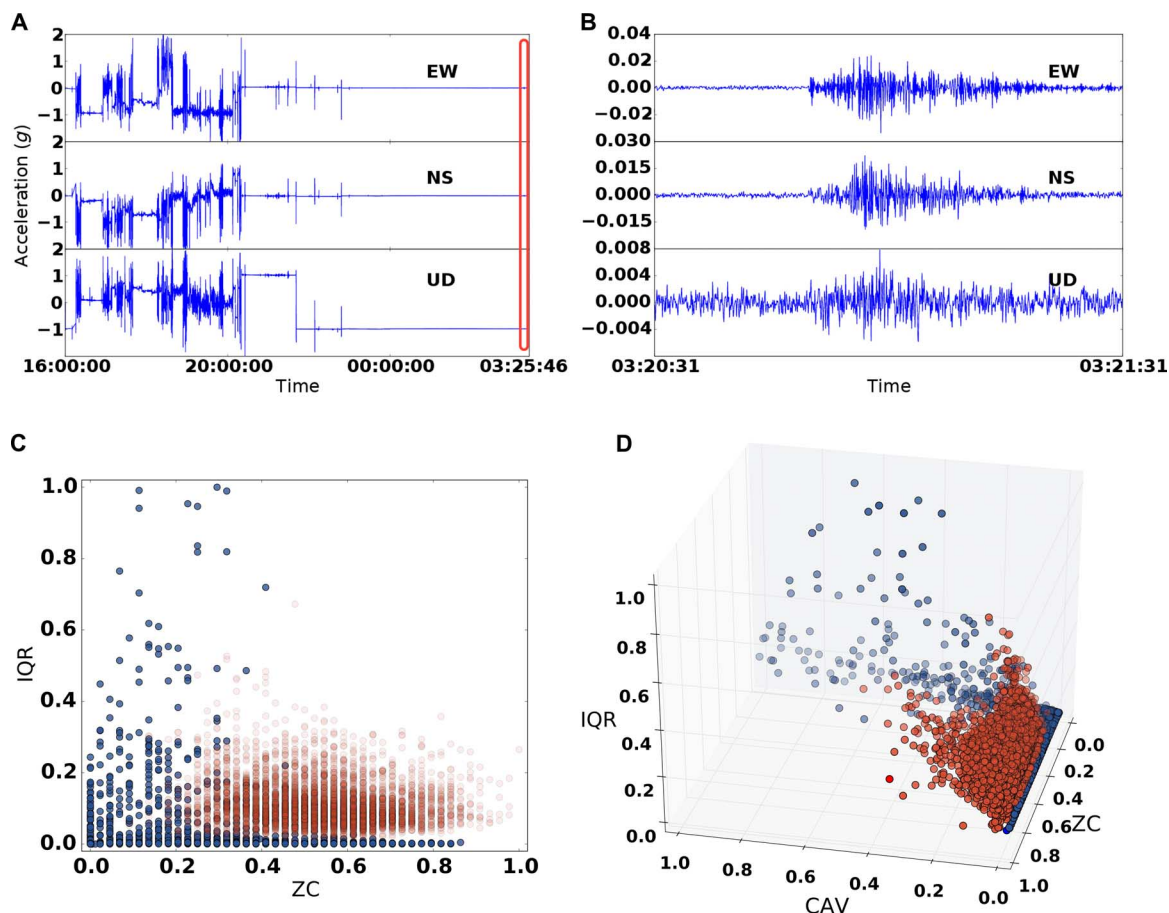 A
B
Acceleration (g)
2
1
0
−1
2
1
0
−1
2
1
0
−1
EW
NS
UD
16:00:00 20:00:00 00:00:00 03:25:46
Time
0.04
0.02
0.00
−0.02
0.030
0.015
0.000
−0.015
0.008
0.004
0.000
−0.004
EW
NS
UD
03:20:31 03:21:31
Time
C
IQR
1.0
0.8
0.6
0.4
0.2
0.0
0.0 0.2 0.4 0.6 0.8 1.0
ZC
D
IQR
1.0
0.8
0.6
0.4
0.2
0.0
1.0 0.8 0.6 0.4 0.2 0.0
CAV
0.0
0.2
0.4
0.6
0.8
1.0
ZC